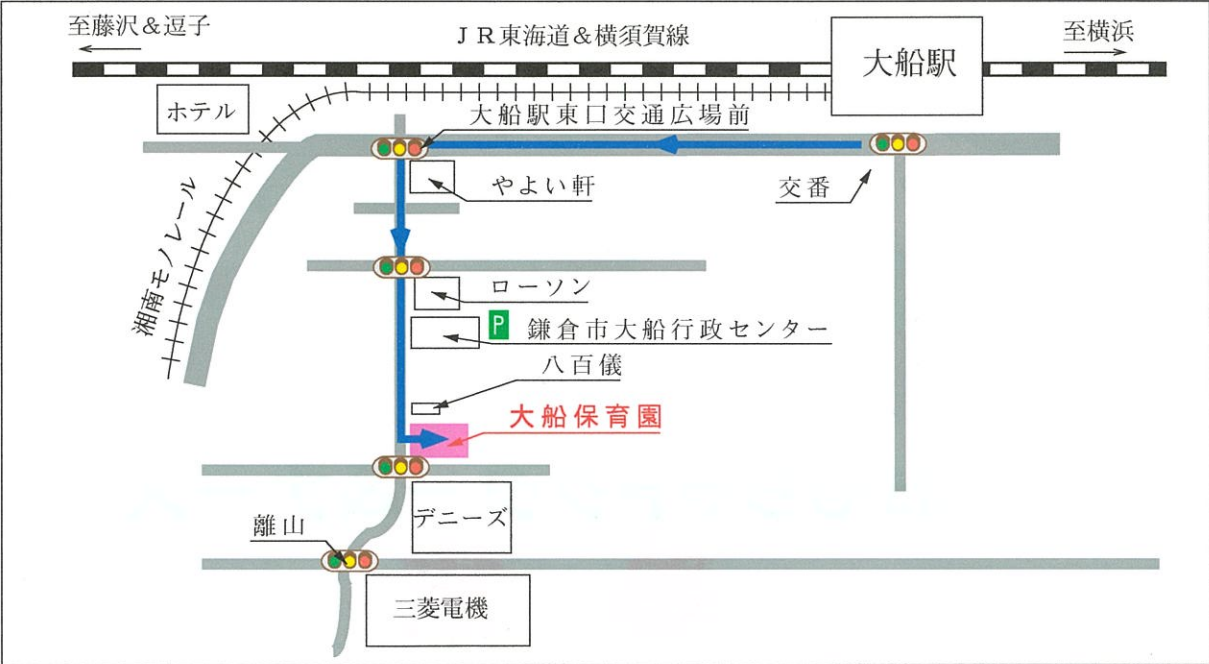 至藤沢&逗子
JR東海道&横須賀線
大船駅
至横浜
ホテル
大船駅東口交通広場前
やよい軒
交番
湘南モノレール
ローソン
P 鎌倉市大船行政センター
八百儀
大船保育園
デニーズ
離山
三菱電機